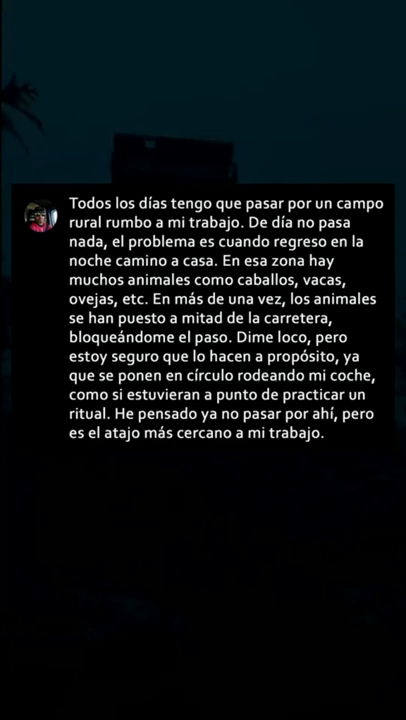 Todos los días tengo que pasar por un campo
rural rumbo a mi trabajo. De día no pasa
nada, el problema es cuando regreso en la
noche camino a casa. En esa zona hay
muchos animales como caballos, vacas,
ovejas, etc. En más de una vez, los animales
se han puesto a mitad de la carretera,
bloqueándome el paso. Dime loco, pero
estoy seguro que lo hacen a propósito, ya
que se ponen en círculo rodeando mi coche,
como si estuvieran a punto de practicar un
ritual. He pensado ya no pasar por ahí, pero
es el atajo más cercano a mi trabajo.